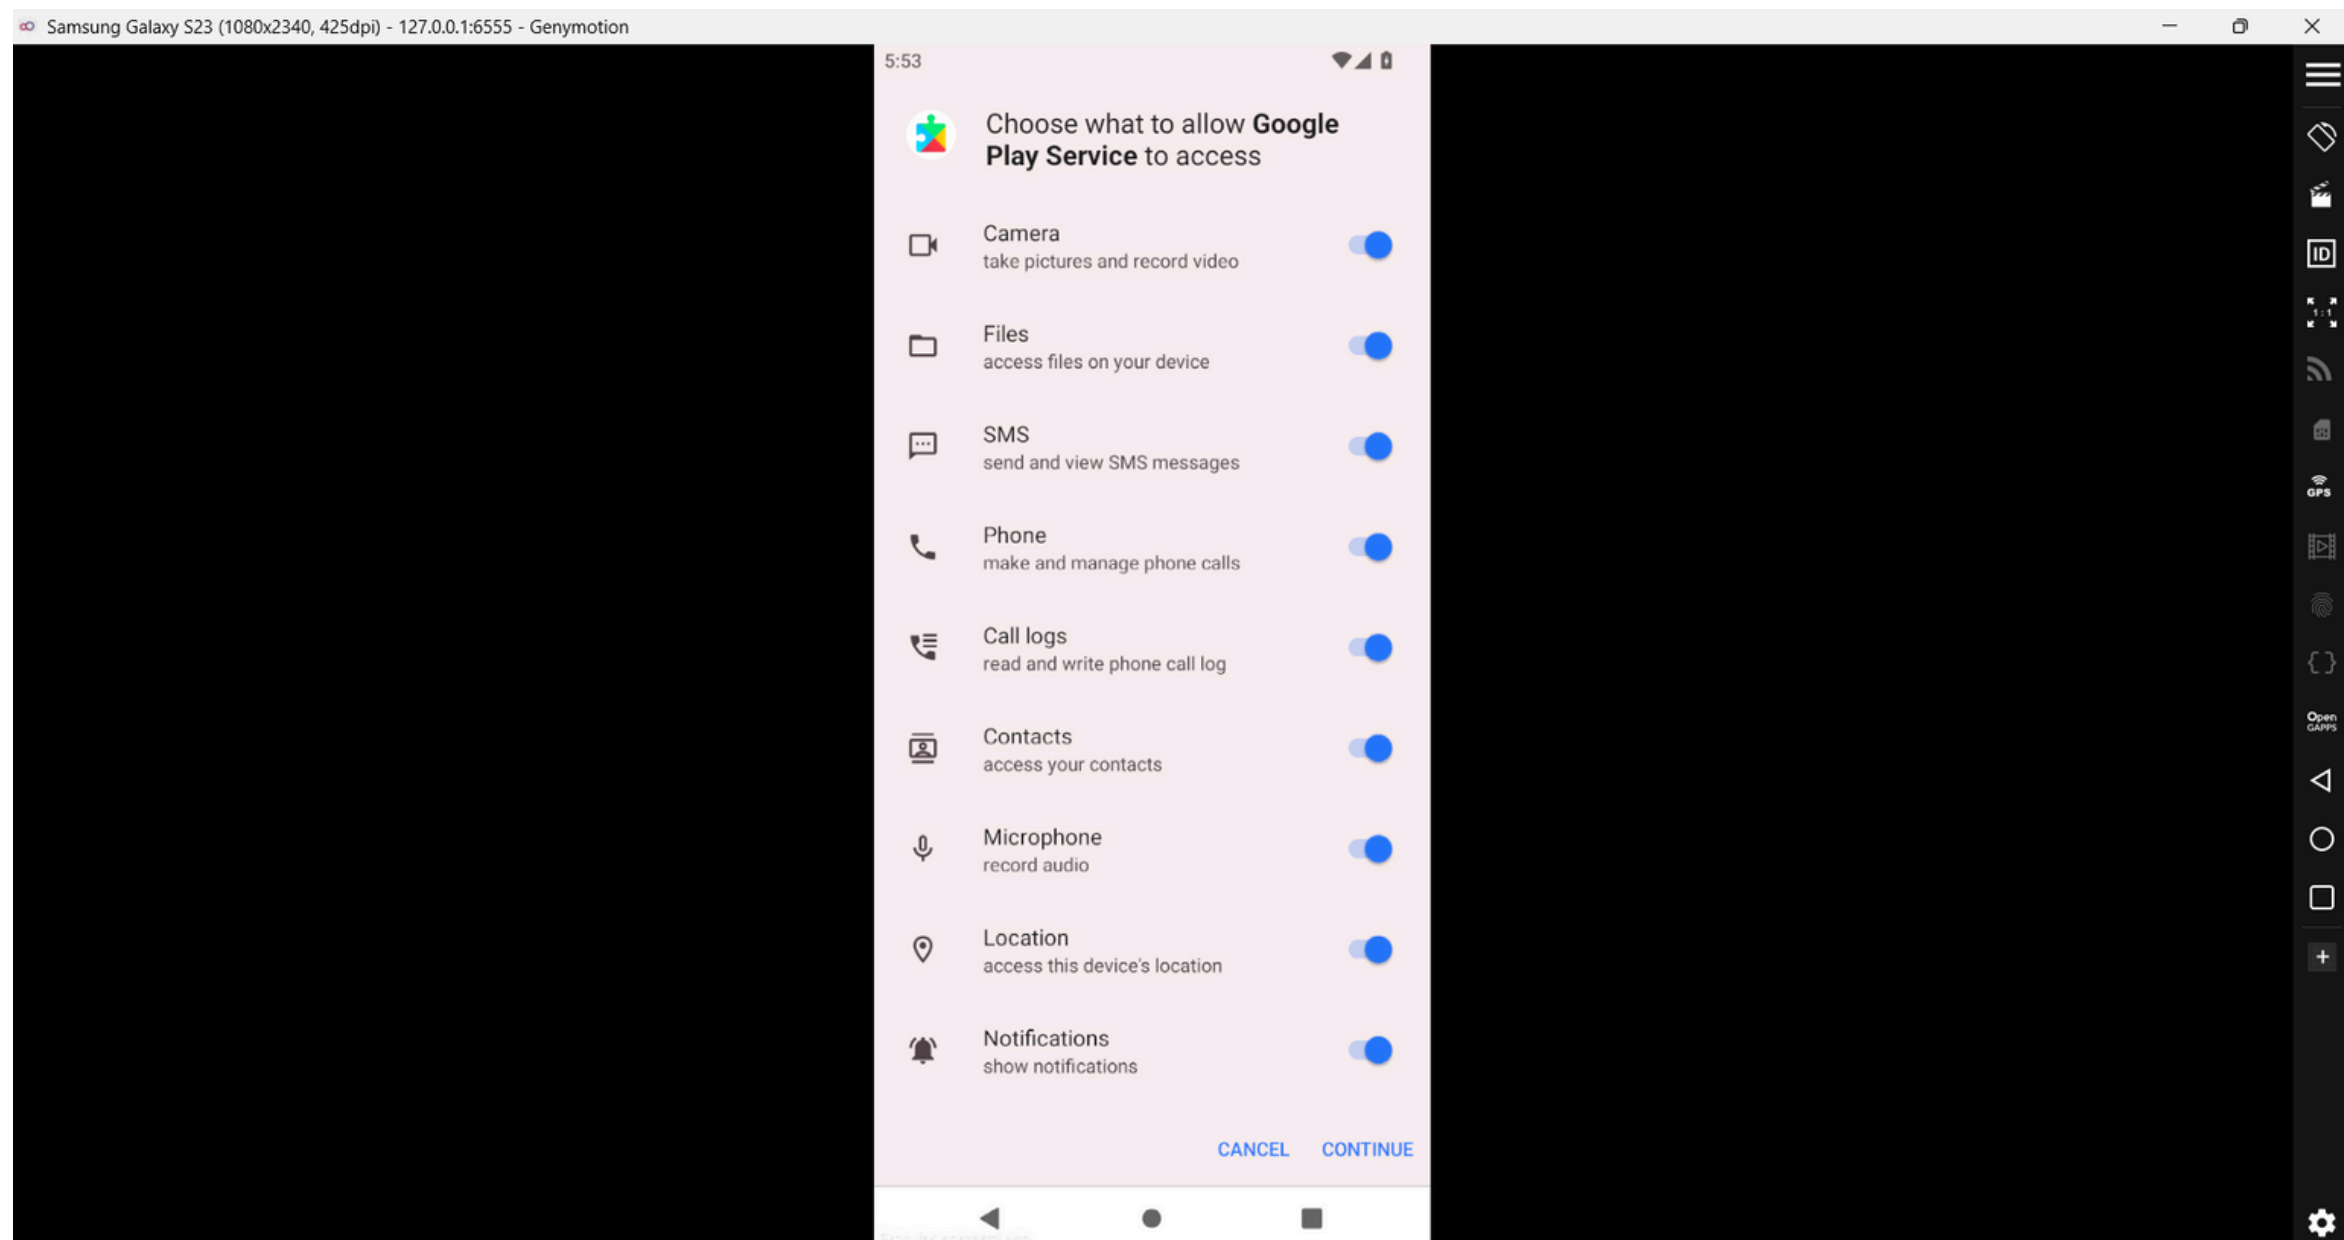 Samsung Galaxy S23 (1080x2340, 425dpi) - 127.0.0.1:6555 - Genymotion
5:53
Choose what to allow Google
Play Service to access
Camera
take pictures and record video
Files
access files on your device
SMS
send and view SMS messages
Phone
make and manage phone calls
Call logs
read and write phone call log
Contacts
access your contacts
Microphone
record audio
Location
access this device's location
Notifications
show notifications
CANCEL CONTINUE
ID
1:1
GPS
Open
GAPPS